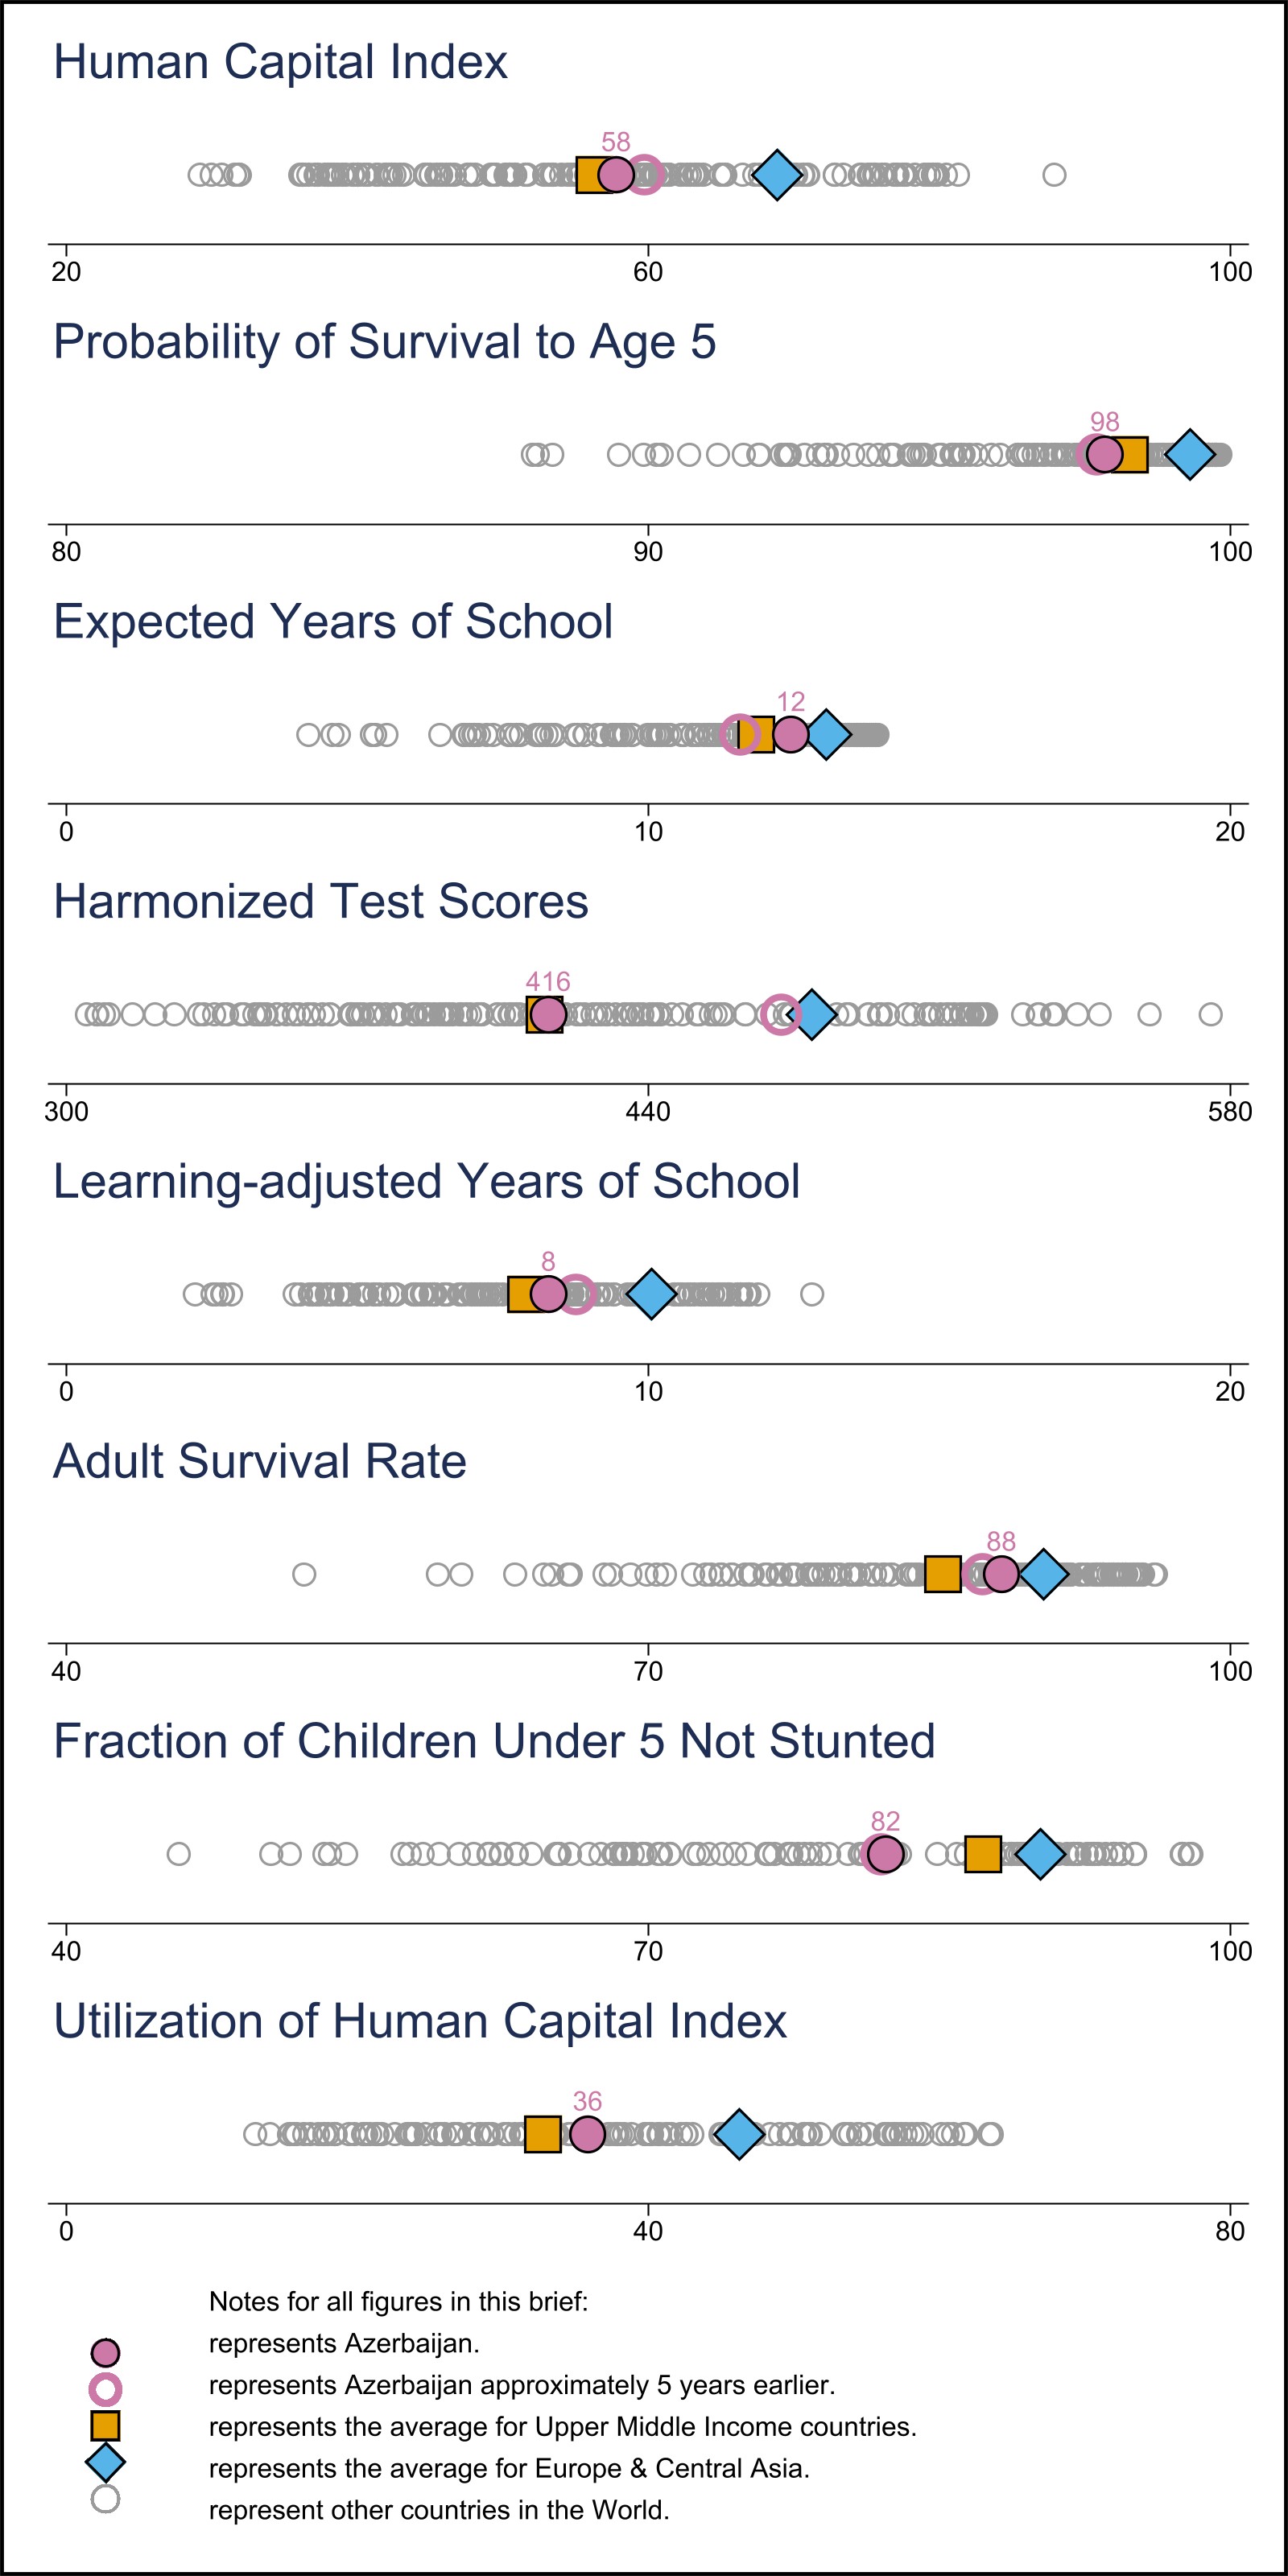 Human Capital Index
58
20 60 100
Probability of Survival to Age 5
98
80 90 100
Expected Years of School
12
0 10 20
Harmonized Test Scores
416
300 440 580
Learning-adjusted Years of School
8
0 10 20
Adult Survival Rate
88
40 70 100
Fraction of Children Under 5 Not Stunted
82
40 70 100
Utilization of Human Capital Index
36
0 40 80
Notes for all figures in this brief:
represents Azerbaijan.
represents Azerbaijan approximately 5 years earlier.
represents the average for Upper Middle Income countries.
represents the average for Europe & Central Asia.
represent other countries in the World.